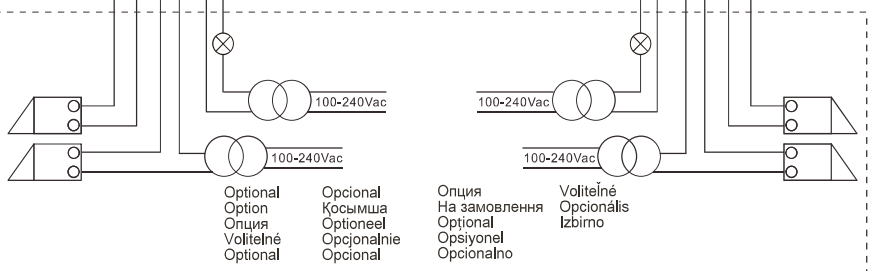 100-240Vac
100-240Vac
100-240Vac
100-240Vac
Optional
Option
Опция
Volitelné
Optional
Opcional
Қосымша
Optioneel
Opcjonalnie
Opcional
Опция
На замовлення
Opțional
Opsiyonel
Opcionalno
Voliteľné
Opcionális
Izbirno